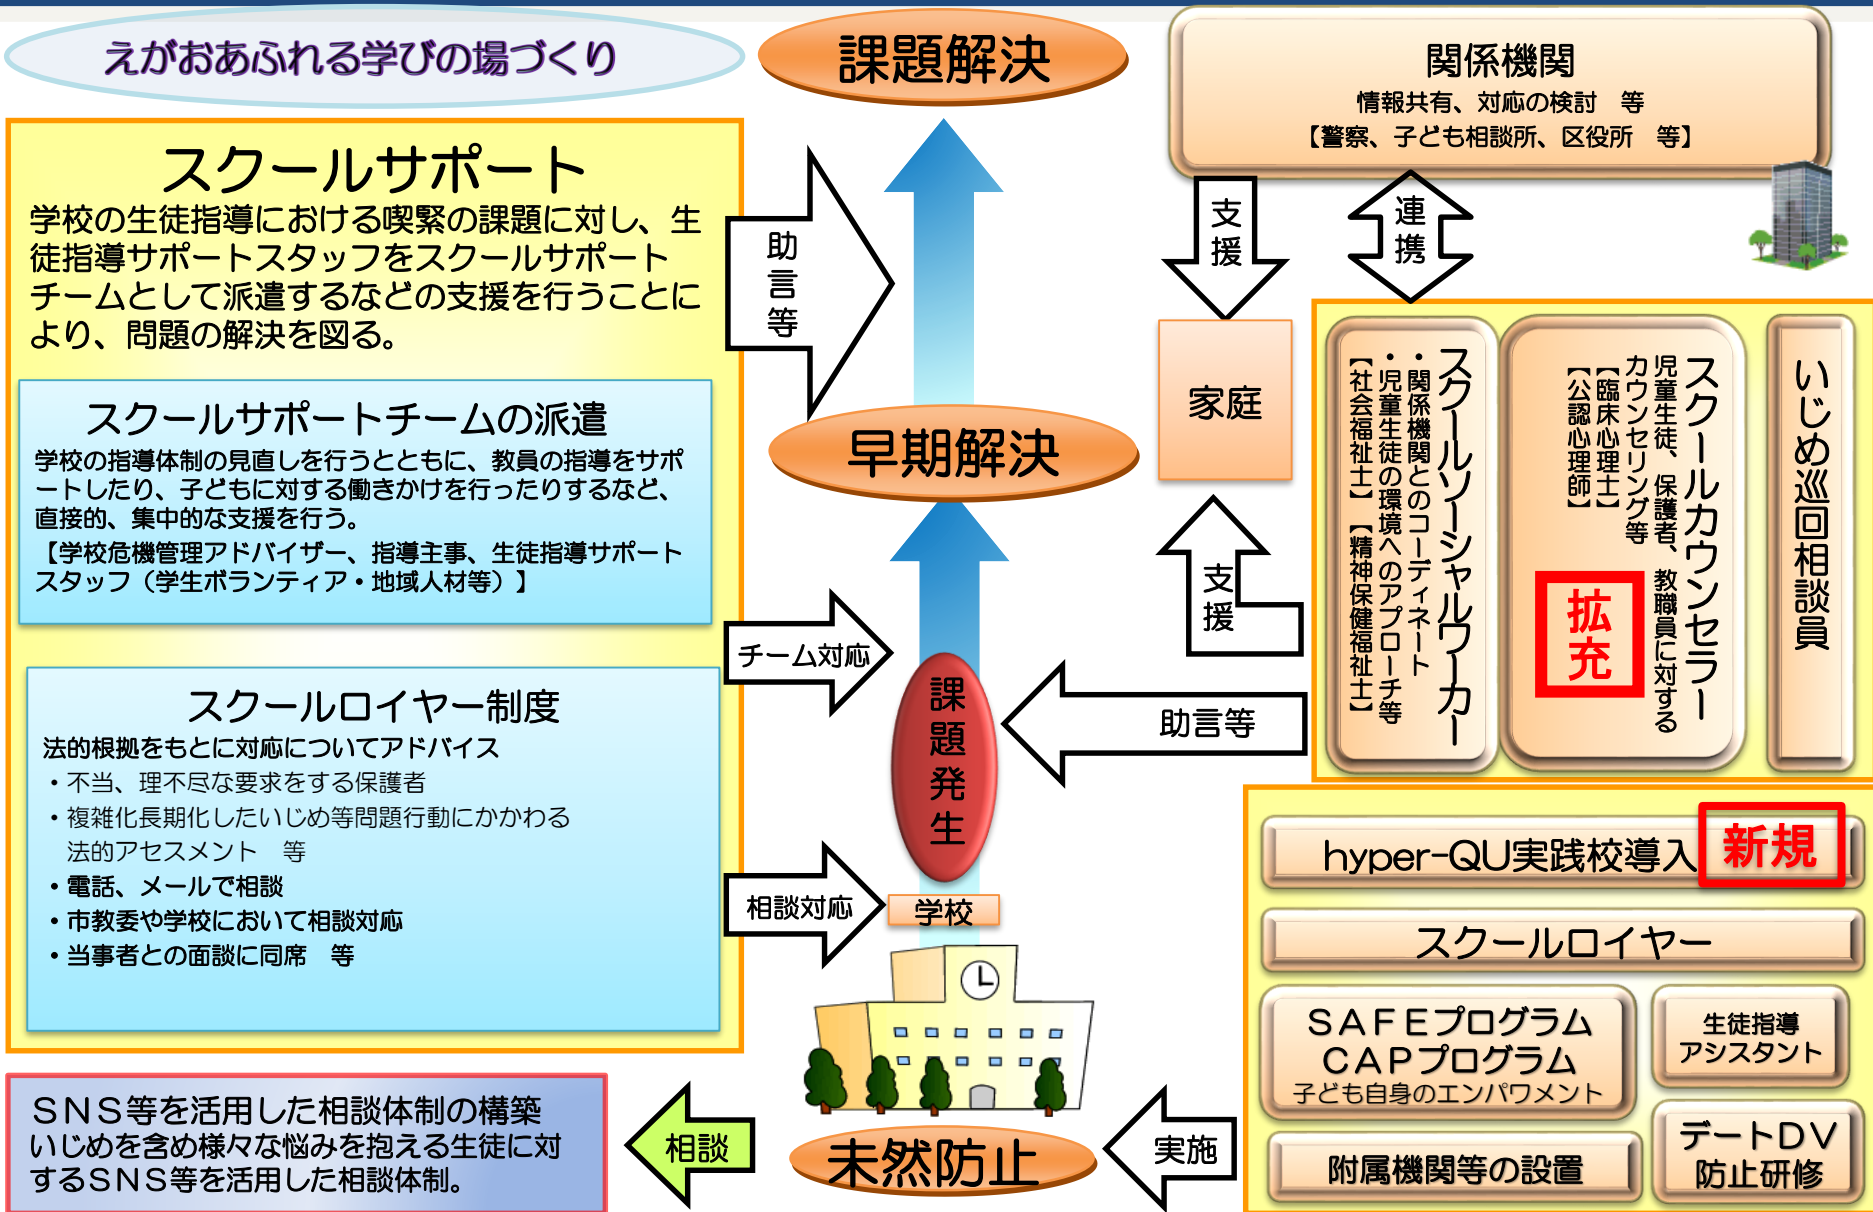 えがおあふれる学びの場づくり
課題解決
関係機関
情報共有、対応の検討　等
【警察、子ども相談所、区役所　等】
スクールサポート
学校の生徒指導における喫緊の課題に対し、生
徒指導サポートスタッフをスクールサポート
チームとして派遣するなどの支援を行うことに
より、問題の解決を図る。
助言等
支援
連携
スクールサポートチームの派遣
学校の指導体制の見直しを行うとともに、教員の指導をサポ
ートしたり、子どもに対する働きかけを行ったりするなど、
直接的、集中的な支援を行う。
【学校危機管理アドバイザー、指導主事、生徒指導サポート
スタッフ（学生ボランティア・地域人材等）】
早期解決
家庭
いじめ巡回相談員
スクールカウンセラー
児童生徒、保護者、教職員に対する
カウンセリング等
【臨床心理士】
【公認心理師】
拡充
スクールソーシャルワーカー
・関係機関とのコーディネート
・児童生徒の環境へのアプローチ等
【社会福祉士】【精神保健福祉士】
支援
チーム対応
課題発生
助言等
スクールロイヤー制度
法的根拠をもとに対応についてアドバイス
・不当、理不尽な要求をする保護者
・複雑化長期化したいじめ等問題行動にかかわる
法的アセスメント　等
・電話、メールで相談
・市教委や学校において相談対応
・当事者との面談に同席　等
相談対応
学校
hyper-QU実践校導入
新規
スクールロイヤー
ＳＡＦＥプログラム
ＣＡＰプログラム
子ども自身のエンパワメント
生徒指導
アシスタント
附属機関等の設置
デートＤＶ
防止研修
実施
未然防止
相談
ＳＮＳ等を活用した相談体制の構築
いじめを含め様々な悩みを抱える生徒に対
するＳＮＳ等を活用した相談体制。